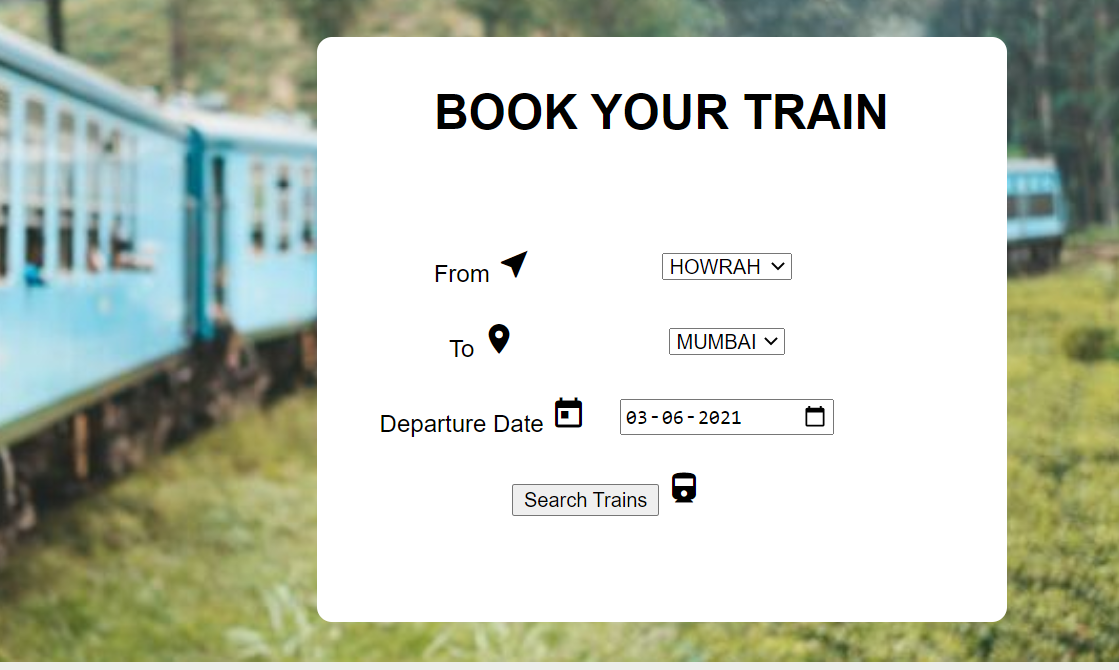 BOOK YOUR TRAIN
From HOWRAH
To MUMBAI
Departure Date 03-06-2021
Search Trains